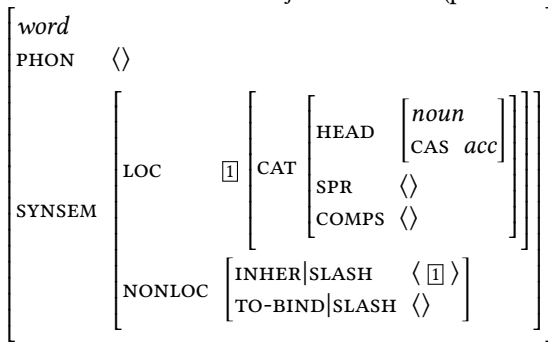 word
PHON ⟨⟩
HEAD [noun
CAS acc]
LOC [1] CAT
SPR ⟨⟩
COMPS ⟨⟩
SYNSEM
INHER|SLASH ⟨ [1] ⟩
NONLOC
TO-BIND|SLASH ⟨⟩